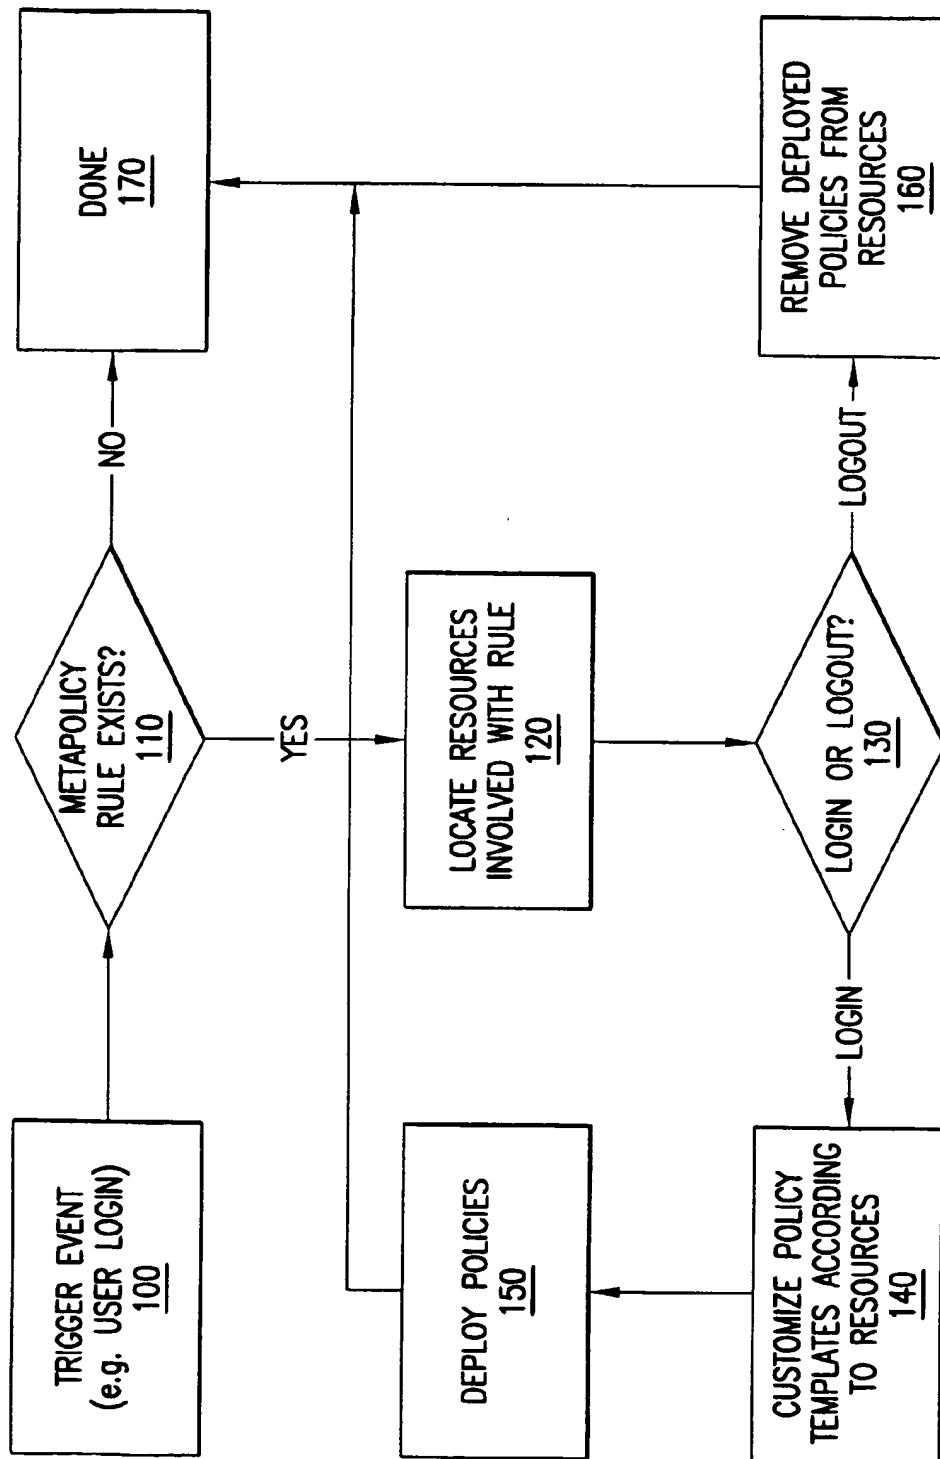 TRIGGER EVENT
(e.g. USER LOGIN)
100
METAPOLICY
RULE EXISTS?
110
NO
DONE
170
YES
DEPLOY POLICIES
150
LOCATE RESOURCES
INVOLVED WITH RULE
120
CUSTOMIZE POLICY
TEMPLATES ACCORDING
TO RESOURCES
140
LOGIN
LOGIN OR LOGOUT?
130
LOGOUT
REMOVE DEPLOYED
POLICIES FROM
RESOURCES
160